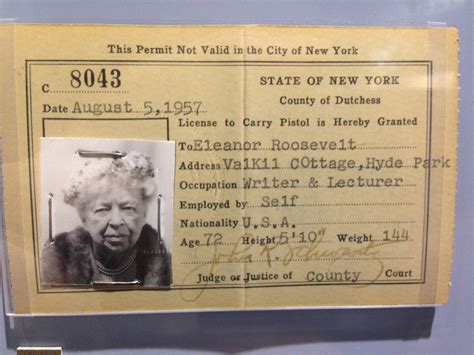 This Permit Not Valid in the City of New York
C 8043
Date August 5, 1957
STATE OF NEW YORK
County of Dutchess
License to Carry Pistol is Hereby Granted
To Eleanor Roosevelt
Address ValKil COttage, Hyde Park
Occupation Writer & Lecturer
Employed by Self
Nationality U.S.A.
Age 72 Height 5'10" Weight 144
John
Judge or Justice of County Court